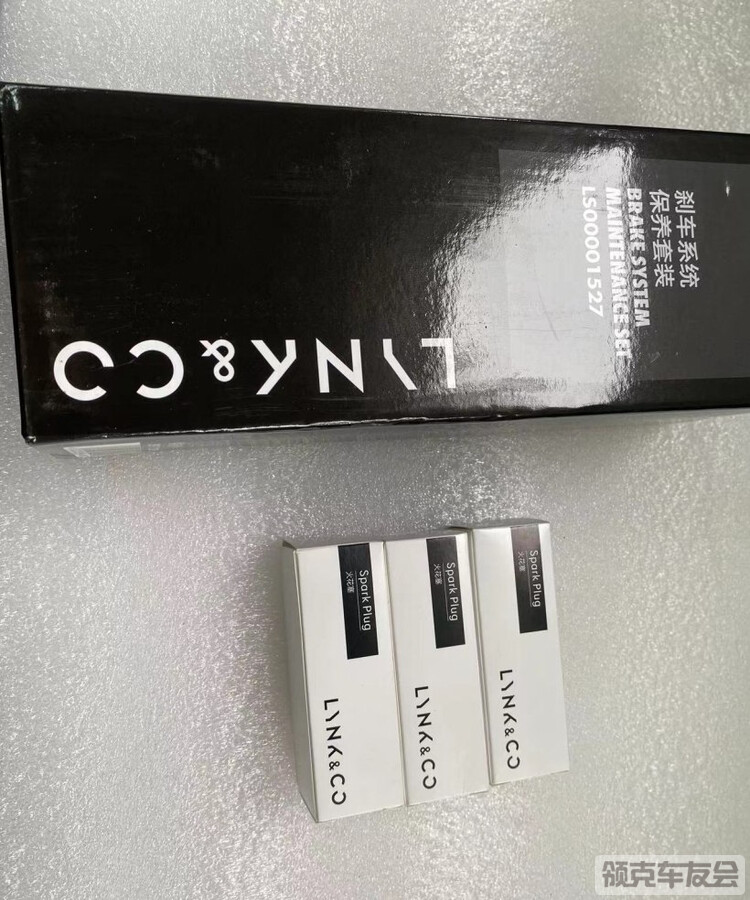 刹车系统
保养套装
BRAKE SYSTEM
MAINTENANCE SET
LS00001527
LYNK&CO
Spark Plug
火花塞
LYNK&CO
Spark Plug
火花塞
LYNK&CO
Spark Plug
火花塞
LYNK&CO
领克车友会